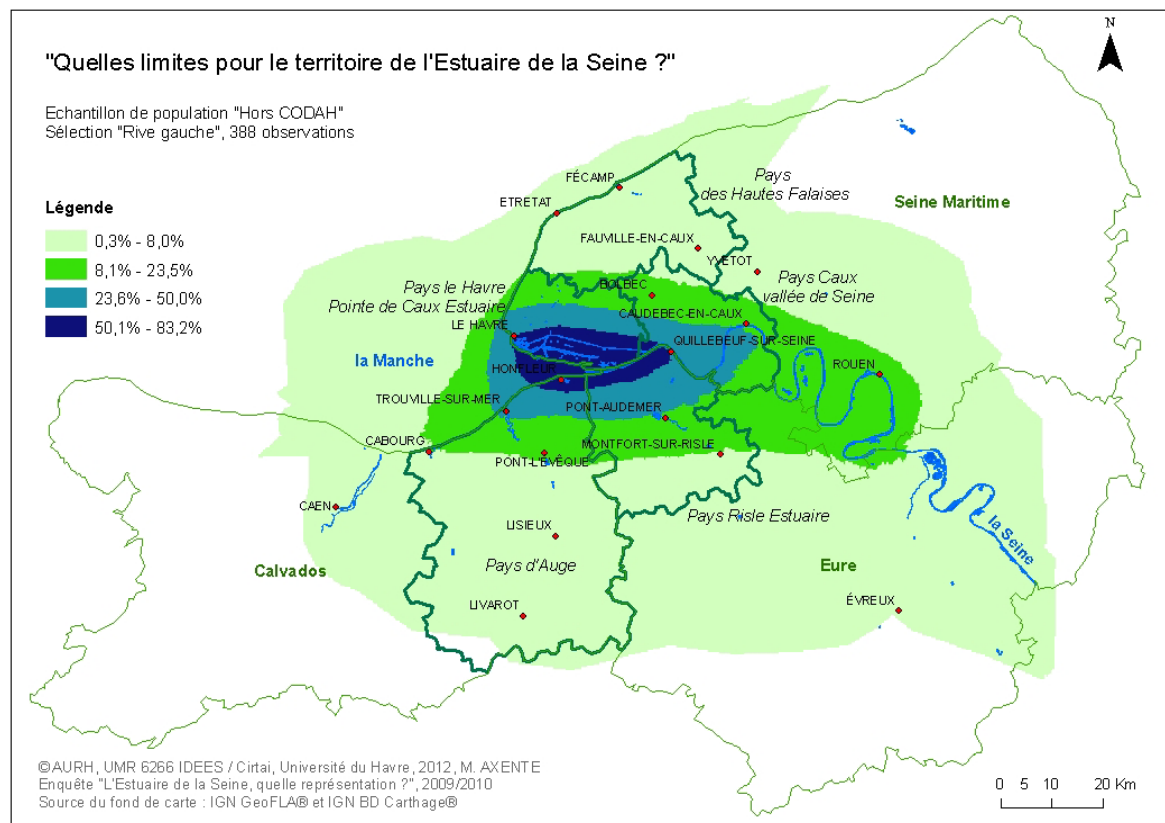 "Quelles limites pour le territoire de l'Estuaire de la Seine ?"
N
Echantillon de population "Hors CODAH"
Sélection "Rive gauche", 388 observations
Légende
0,3% - 8,0%
8,1% - 23,5%
23,6% - 50,0%
50,1% - 83,2%
FÉCAMP
Pays
des Hautes Falaises
ETRETAT
Seine Maritime
FAUVILLE-EN-CAUX
YVETOT
Pays le Havre
Pointe de Caux Estuaire
BOLBEC
Pays Caux
vallée de Seine
CAUDEBEC-EN-CAUX
LE HAVRE
QUILLEBEUF-SUR-SEINE
la Manche
HONFLEUR
ROUEN
TROUVILLE-SUR-MER
PONT-AUDEMER
CABOURG
MONTFORT-SUR-RISLE
PONT-L'EVÊQUE
CAEN
Pays Risle Estuaire
LISIEUX
la Seine
Calvados
Pays d'Auge
Eure
LIVAROT
ÉVREUX
©AURH, UMR 6266 IDEES / Cirtai, Université du Havre, 2012, M. AXENTE
Enquête "L'Estuaire de la Seine, quelle représentation ?", 2009/2010
Source du fond de carte : IGN GeoFLA® et IGN BD Carthage®
0 5 10 20 Km